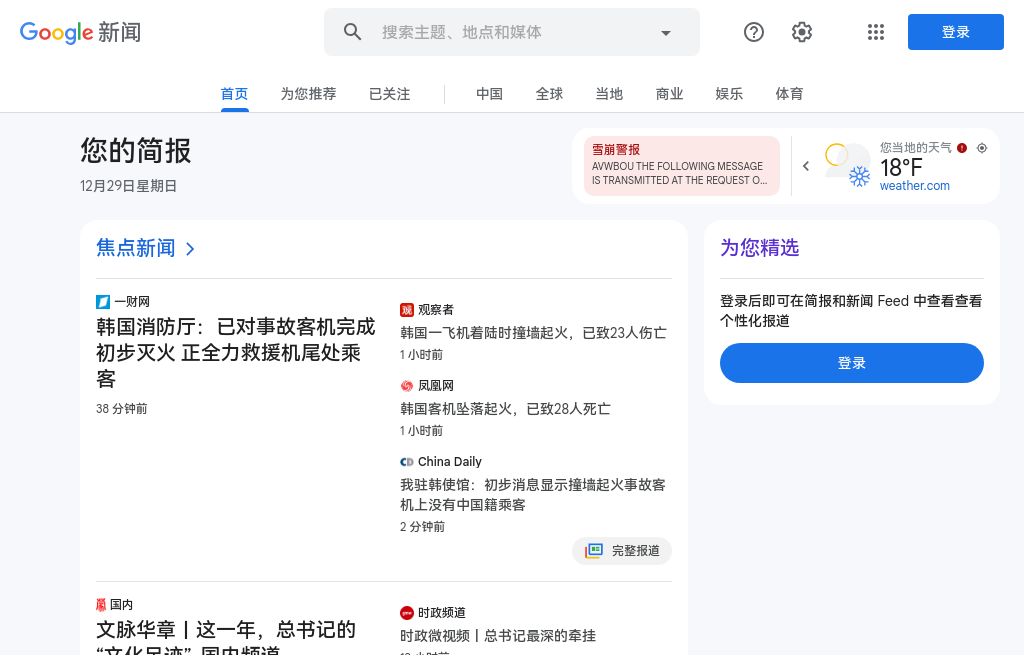 Google 新闻
搜索主题、地点和媒体
登录
首页
为您推荐
已关注
中国
全球
当地
商业
娱乐
体育
您的简报
12月29日星期日
雪崩警报
AVWBOU THE FOLLOWING MESSAGE
IS TRANSMITTED AT THE REQUEST O...
您当地的天气
18°F
weather.com
焦点新闻
一财网
韩国消防厅：已对事故客机完成
初步灭火 正全力救援机尾处乘
客
38 分钟前
观察者
韩国一飞机着陆时撞墙起火，已致23人伤亡
1 小时前
凤凰网
韩国客机坠落起火，已致28人死亡
1 小时前
China Daily
我驻韩使馆：初步消息显示撞墙起火事故客
机上没有中国籍乘客
2 分钟前
完整报道
国内
文脉华章丨这一年，总书记的
“文化足迹”-国内频道
时政频道
时政微视频丨总书记最深的牵挂
为您精选
登录后即可在简报和新闻 Feed 中查看查看
个性化报道
登录